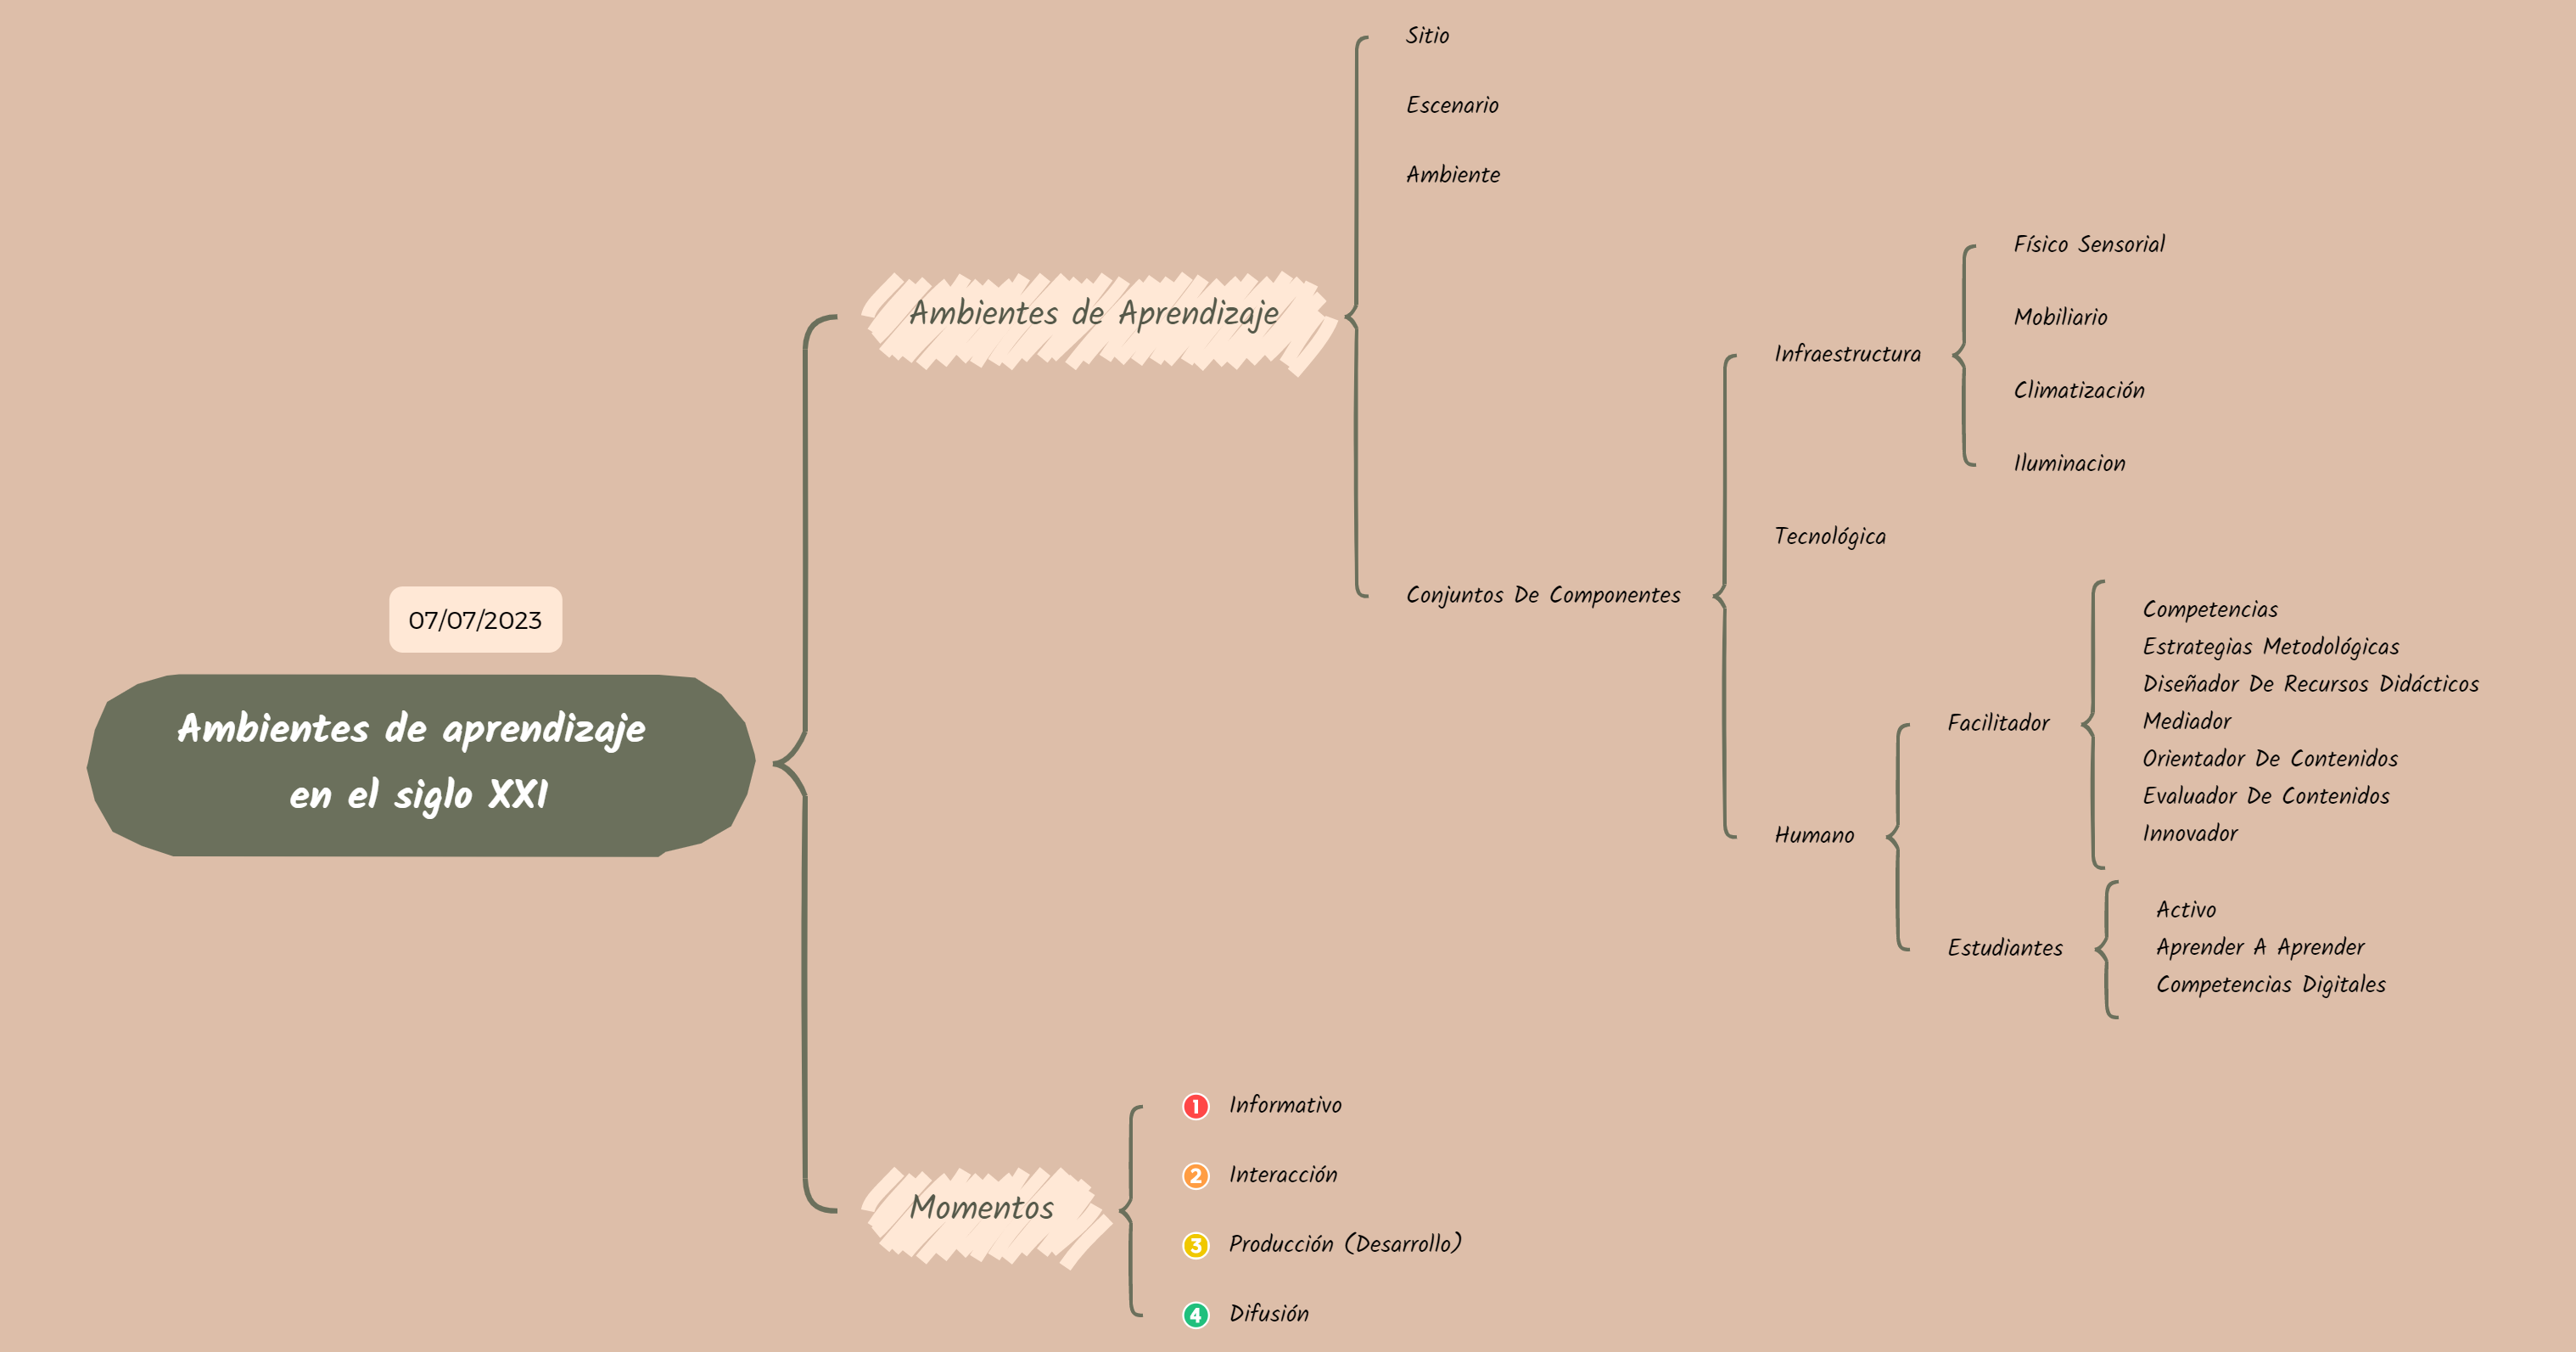 07/07/2023
Ambientes de aprendizaje
en el siglo XXI
Ambientes de Aprendizaje
Sitio
Escenario
Ambiente
Conjuntos De Componentes
Infraestructura
Físico Sensorial
Mobiliario
Climatización
Iluminacion
Tecnológica
Humano
Facilitador
Competencias
Estrategias Metodológicas
Diseñador De Recursos Didácticos
Mediador
Orientador De Contenidos
Evaluador De Contenidos
Innovador
Estudiantes
Activo
Aprender A Aprender
Competencias Digitales
Momentos
1 Informativo
2 Interacción
3 Producción (Desarrollo)
4 Difusión